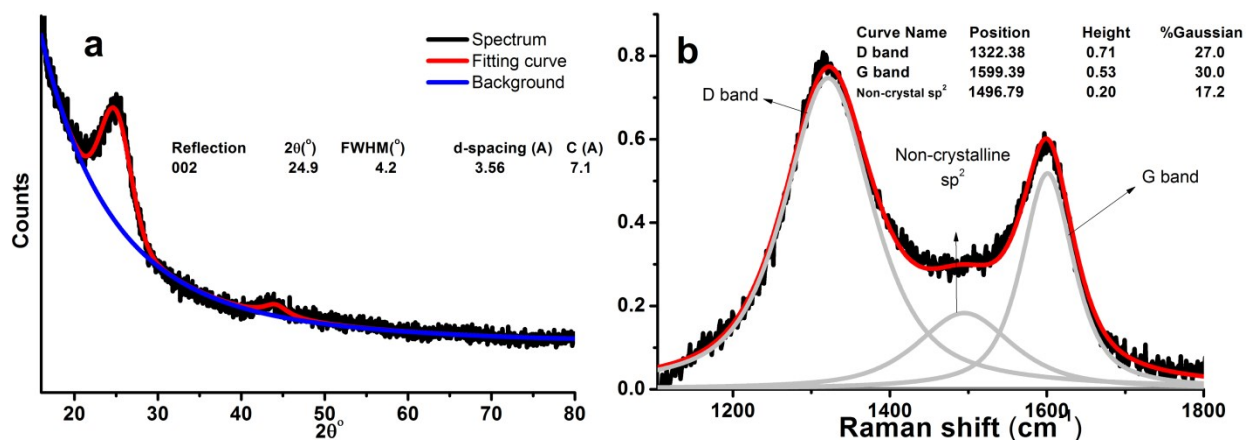 a
Spectrum
Fitting curve
Background
Reflection 2θ(°) FWHM(°) d-spacing (A) C (A)
002 24.9 4.2 3.56 7.1
Counts
20 30 40 50 60 70 80
2θ°
b
Curve Name Position Height %Gaussian
D band 1322.38 0.71 27.0
G band 1599.39 0.53 30.0
Non-crystal sp² 1496.79 0.20 17.2
D band
Non-crystalline
sp²
G band
0.8
0.6
0.4
0.2
0.0
1200 1400 1600 1800
Raman shift (cm¹)